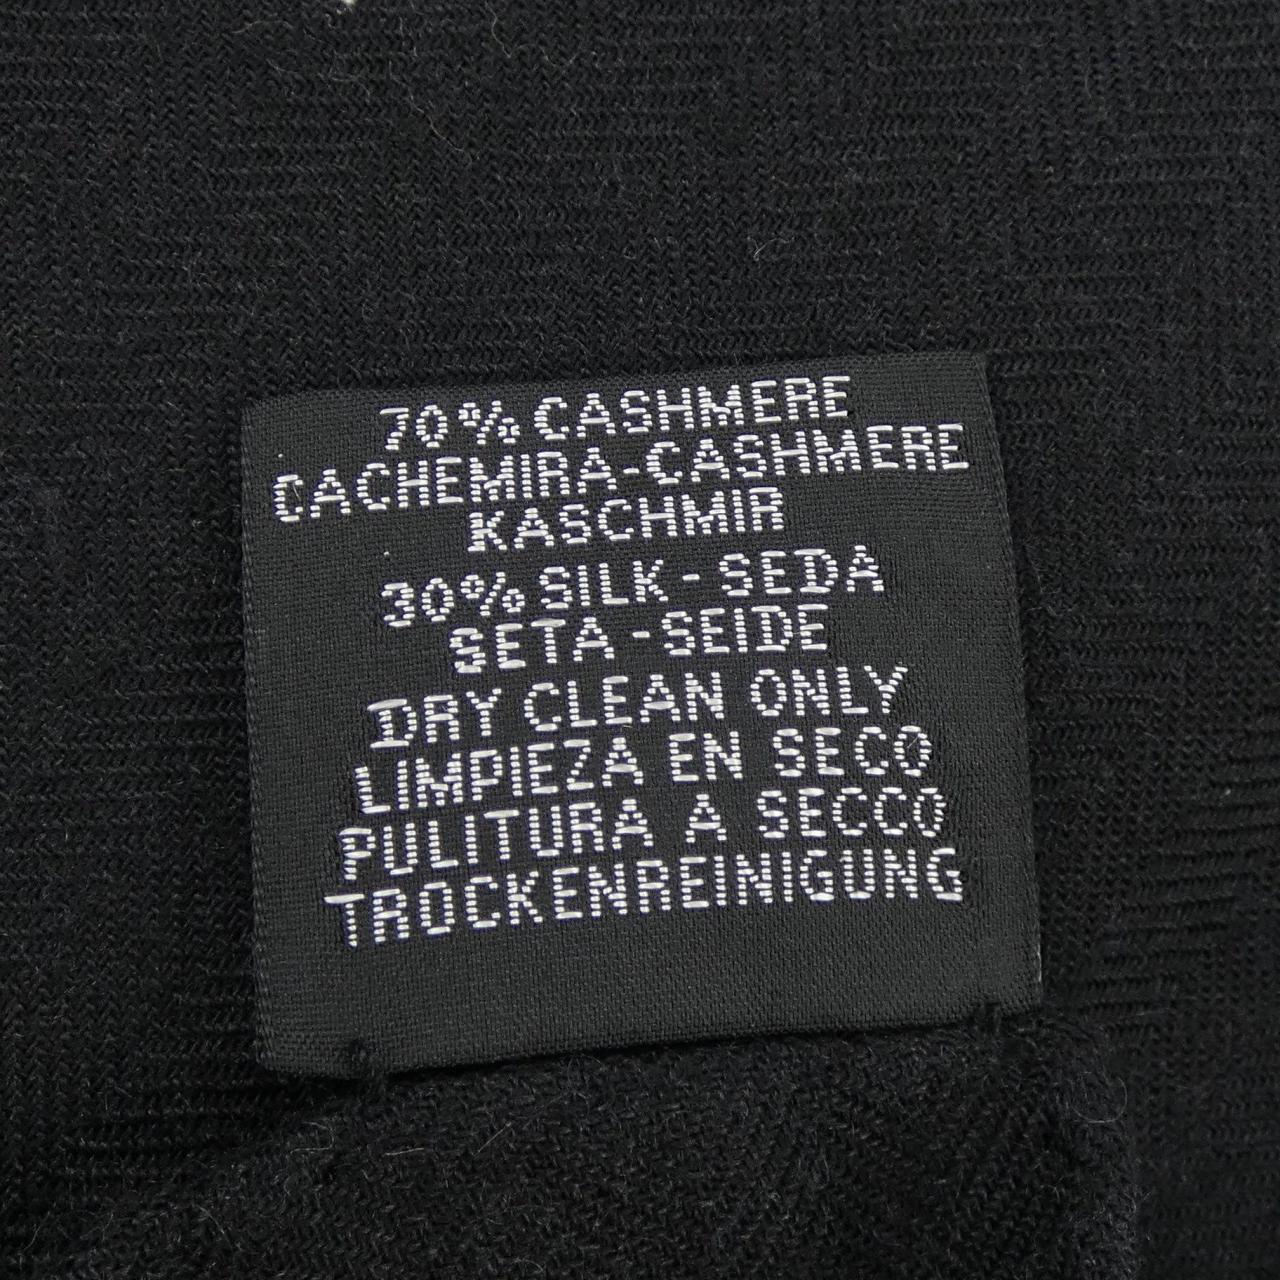 70% CASHMERE
CACHEMIRA-CASHMERE
KASCHMIR
30% SILK-SEDA
SETA-SEIDE
DRY CLEAN ONLY
LIMPIEZA EN SECO
PULITURA A SECCO
TROCKENREINIGUNG